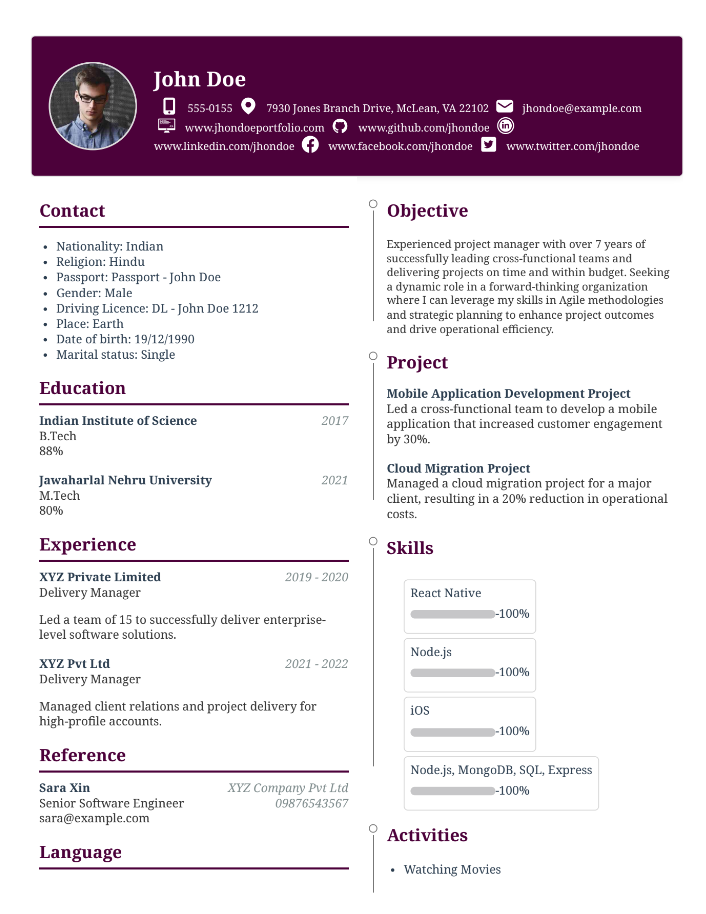 John Doe
555-0155 7930 Jones Branch Drive, McLean, VA 22102 jhondoe@example.com
www.jhondoeportfolio.com www.github.com/jhondoe
www.linkedin.com/jhondoe www.facebook.com/jhondoe www.twitter.com/jhondoe
Contact
• Nationality: Indian
• Religion: Hindu
• Passport: Passport - John Doe
• Gender: Male
• Driving Licence: DL - John Doe 1212
• Place: Earth
• Date of birth: 19/12/1990
• Marital status: Single
Education
Indian Institute of Science 2017
B.Tech
88%
Jawaharlal Nehru University 2021
M.Tech
80%
Experience
XYZ Private Limited 2019 - 2020
Delivery Manager
Led a team of 15 to successfully deliver enterprise-
level software solutions.
XYZ Pvt Ltd 2021 - 2022
Delivery Manager
Managed client relations and project delivery for
high-profile accounts.
Reference
Sara Xin XYZ Company Pvt Ltd
Senior Software Engineer 09876543567
sara@example.com
Language
Objective
Experienced project manager with over 7 years of
successfully leading cross-functional teams and
delivering projects on time and within budget. Seeking
a dynamic role in a forward-thinking organization
where I can leverage my skills in Agile methodologies
and strategic planning to enhance project outcomes
and drive operational efficiency.
Project
Mobile Application Development Project
Led a cross-functional team to develop a mobile
application that increased customer engagement
by 30%.
Cloud Migration Project
Managed a cloud migration project for a major
client, resulting in a 20% reduction in operational
costs.
Skills
React Native
-100%
Node.js
-100%
iOS
-100%
Node.js, MongoDB, SQL, Express
-100%
Activities
• Watching Movies